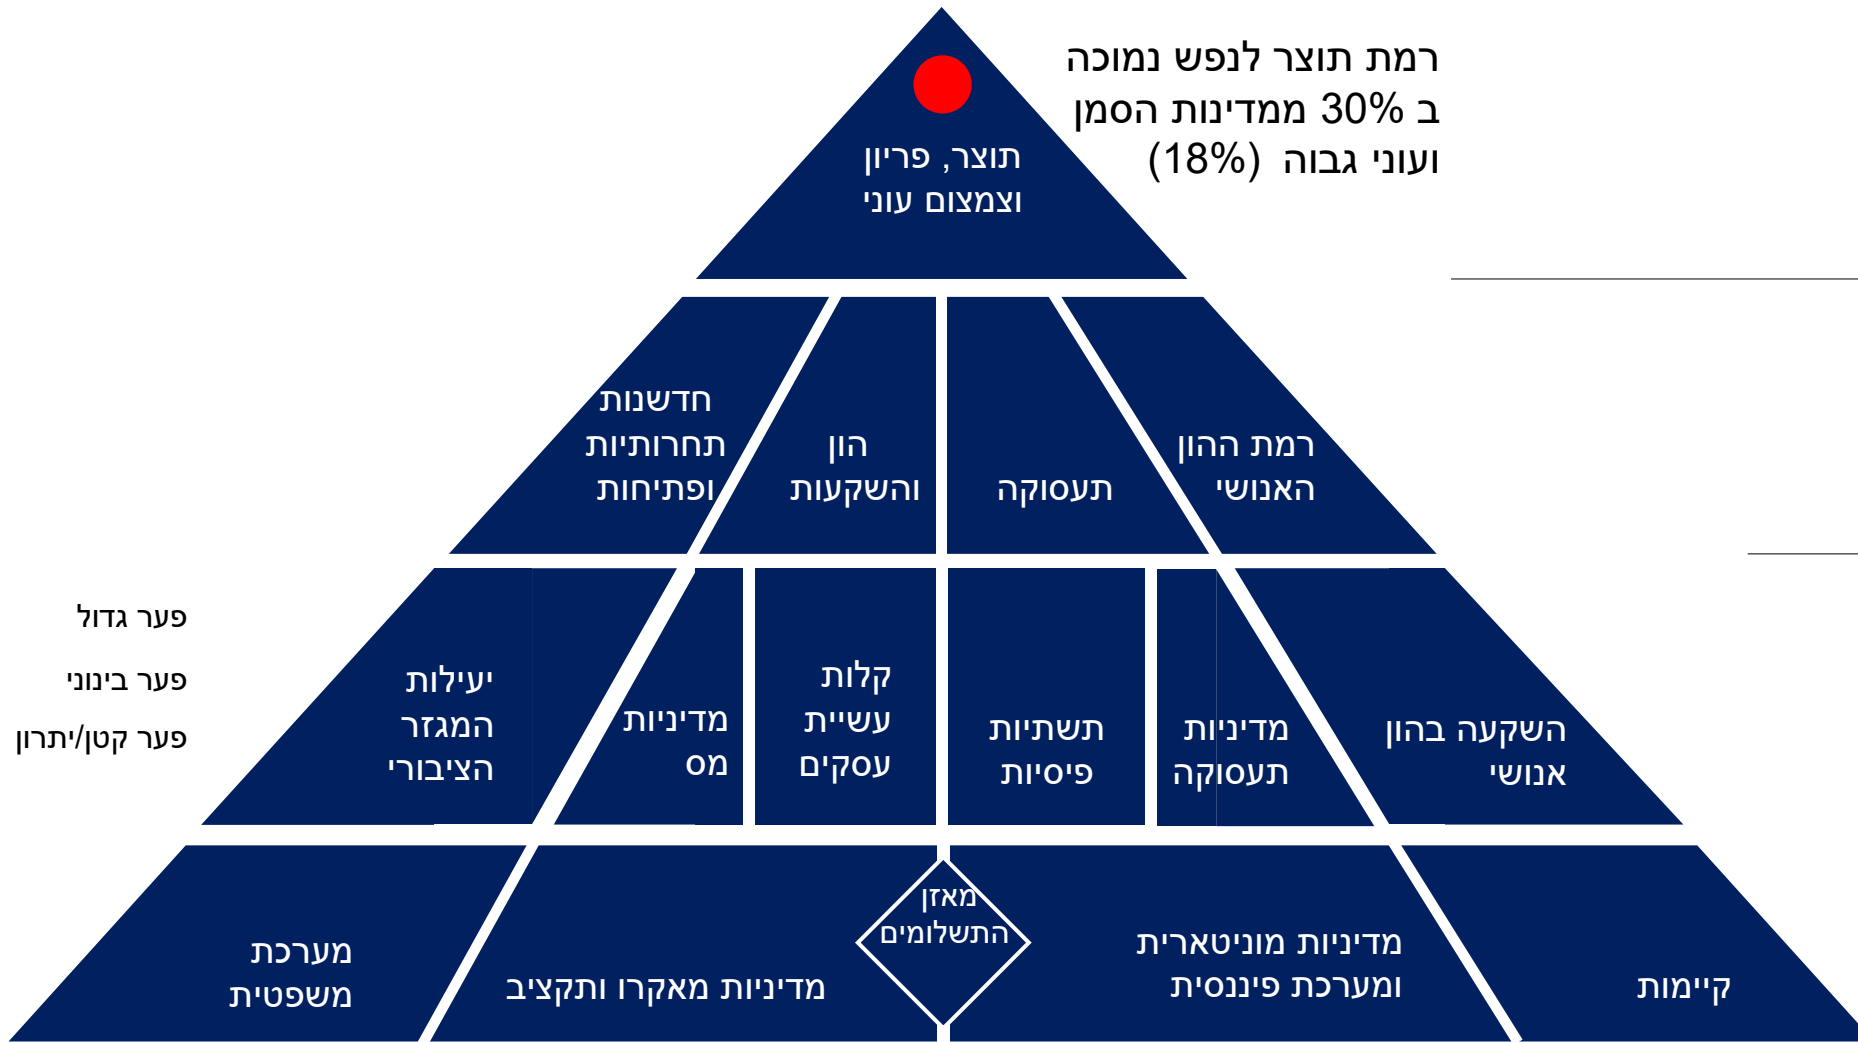 רמת תוצר לנפש נמוכה
ב 30% ממדינות הסמן
ועוני גבוה (18%)
תוצר, פריון
וצמצום עוני
רמת ההון
האנושי
תעסוקה
הון
והשקעות
חדשנות
תחרותיות
ופתיחות
השקעה בהון
אנושי
מדיניות
תעסוקה
תשתיות
פיסיות
קלות
עשיית
עסקים
מדיניות
מס
יעילות
המגזר
הציבורי
פער גדול
פער בינוני
פער קטן/יתרון
קיימות
מדיניות מוניטארית
ומערכת פיננסית
מאזן
התשלומים
מדיניות מאקרו ותקציב
מערכת
משפטית